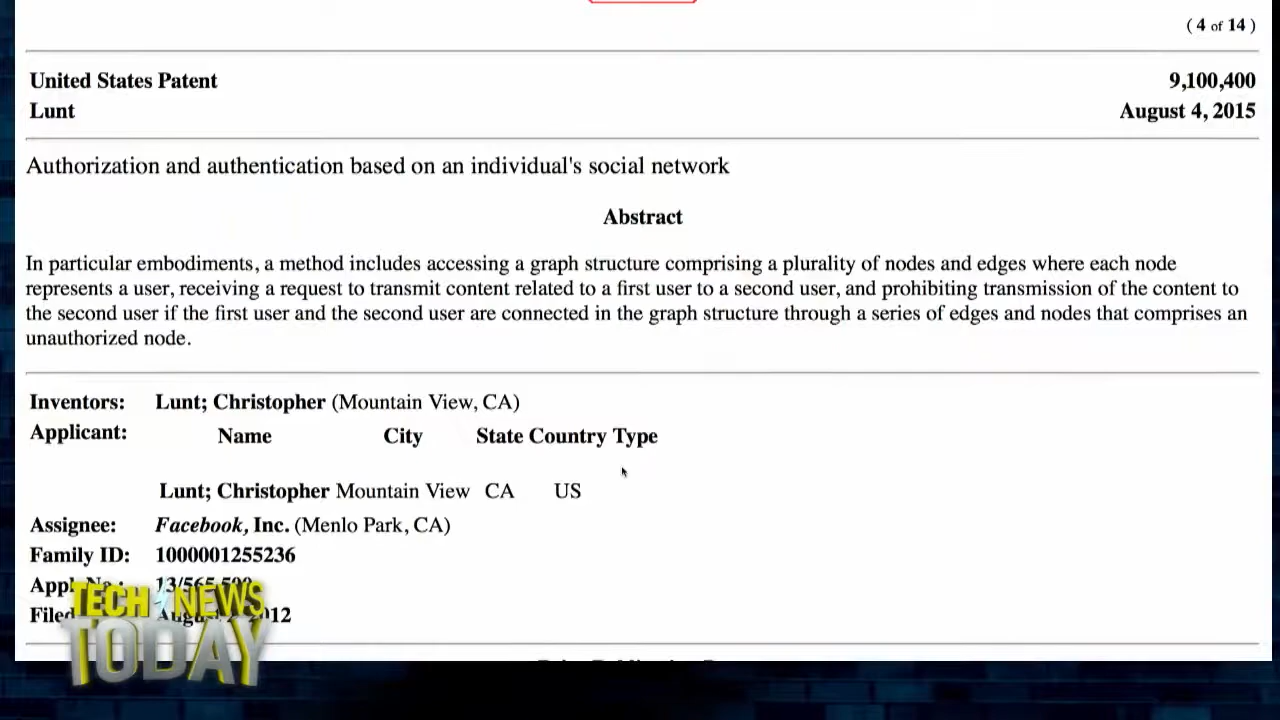 ( 4 of 14 )
United States Patent 9,100,400
Lunt August 4, 2015
Authorization and authentication based on an individual's social network
Abstract
In particular embodiments, a method includes accessing a graph structure comprising a plurality of nodes and edges where each node
represents a user, receiving a request to transmit content related to a first user to a second user, and prohibiting transmission of the content to
the second user if the first user and the second user are connected in the graph structure through a series of edges and nodes that comprises an
unauthorized node.
Inventors: Lunt; Christopher (Mountain View, CA)
Applicant: Name City State Country Type
Lunt; Christopher Mountain View CA US
Assignee: Facebook, Inc. (Menlo Park, CA)
Family ID: 1000001255236
Appl. No.:
Filed
TECH NEWS
TODAY